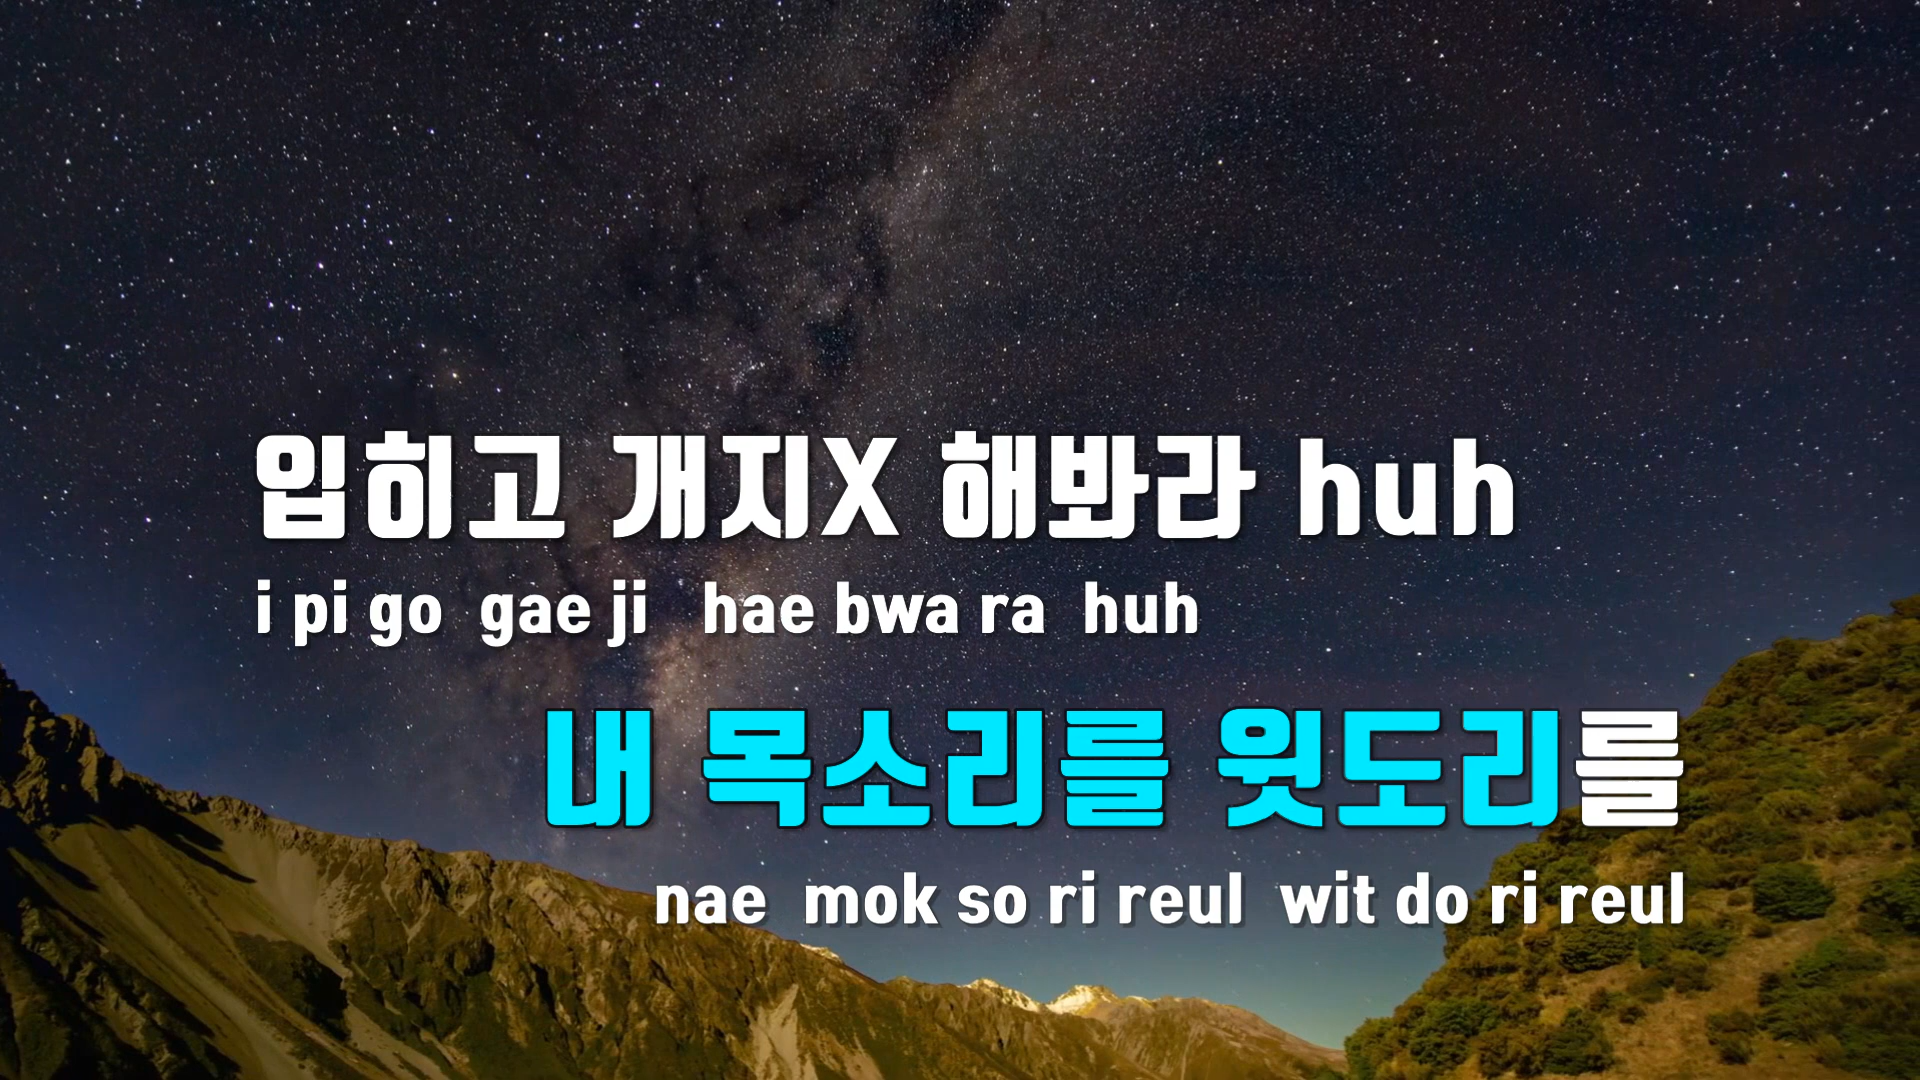 입히고 개지X 해봐라 huh
i pi go gae ji hae bwa ra huh
내 목소리를 윗도리를
nae mok so ri reul wit do ri reul